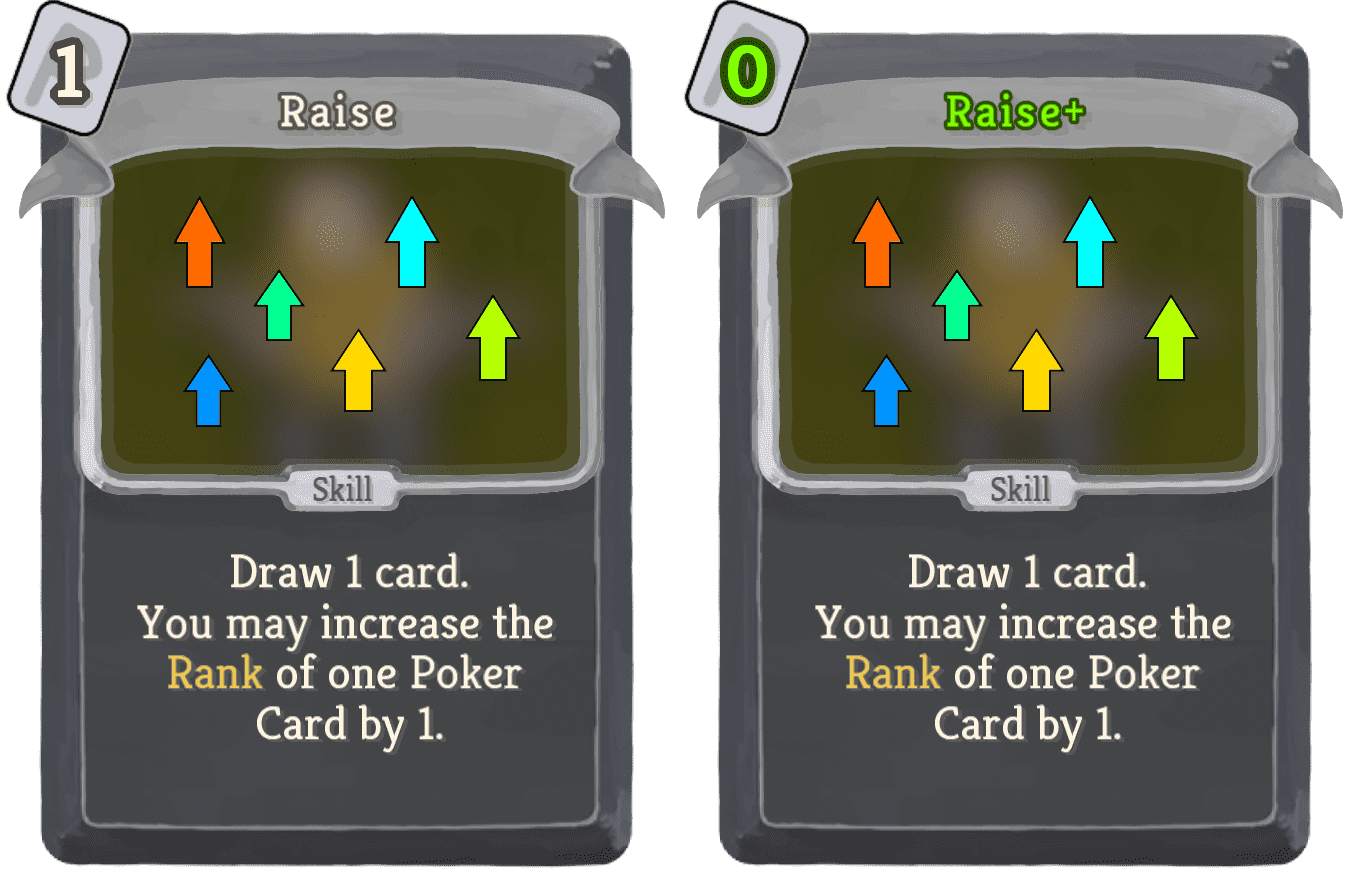 1
Raise
Skill
Draw 1 card.
You may increase the
Rank of one Poker
Card by 1.
0
Raise+
Skill
Draw 1 card.
You may increase the
Rank of one Poker
Card by 1.